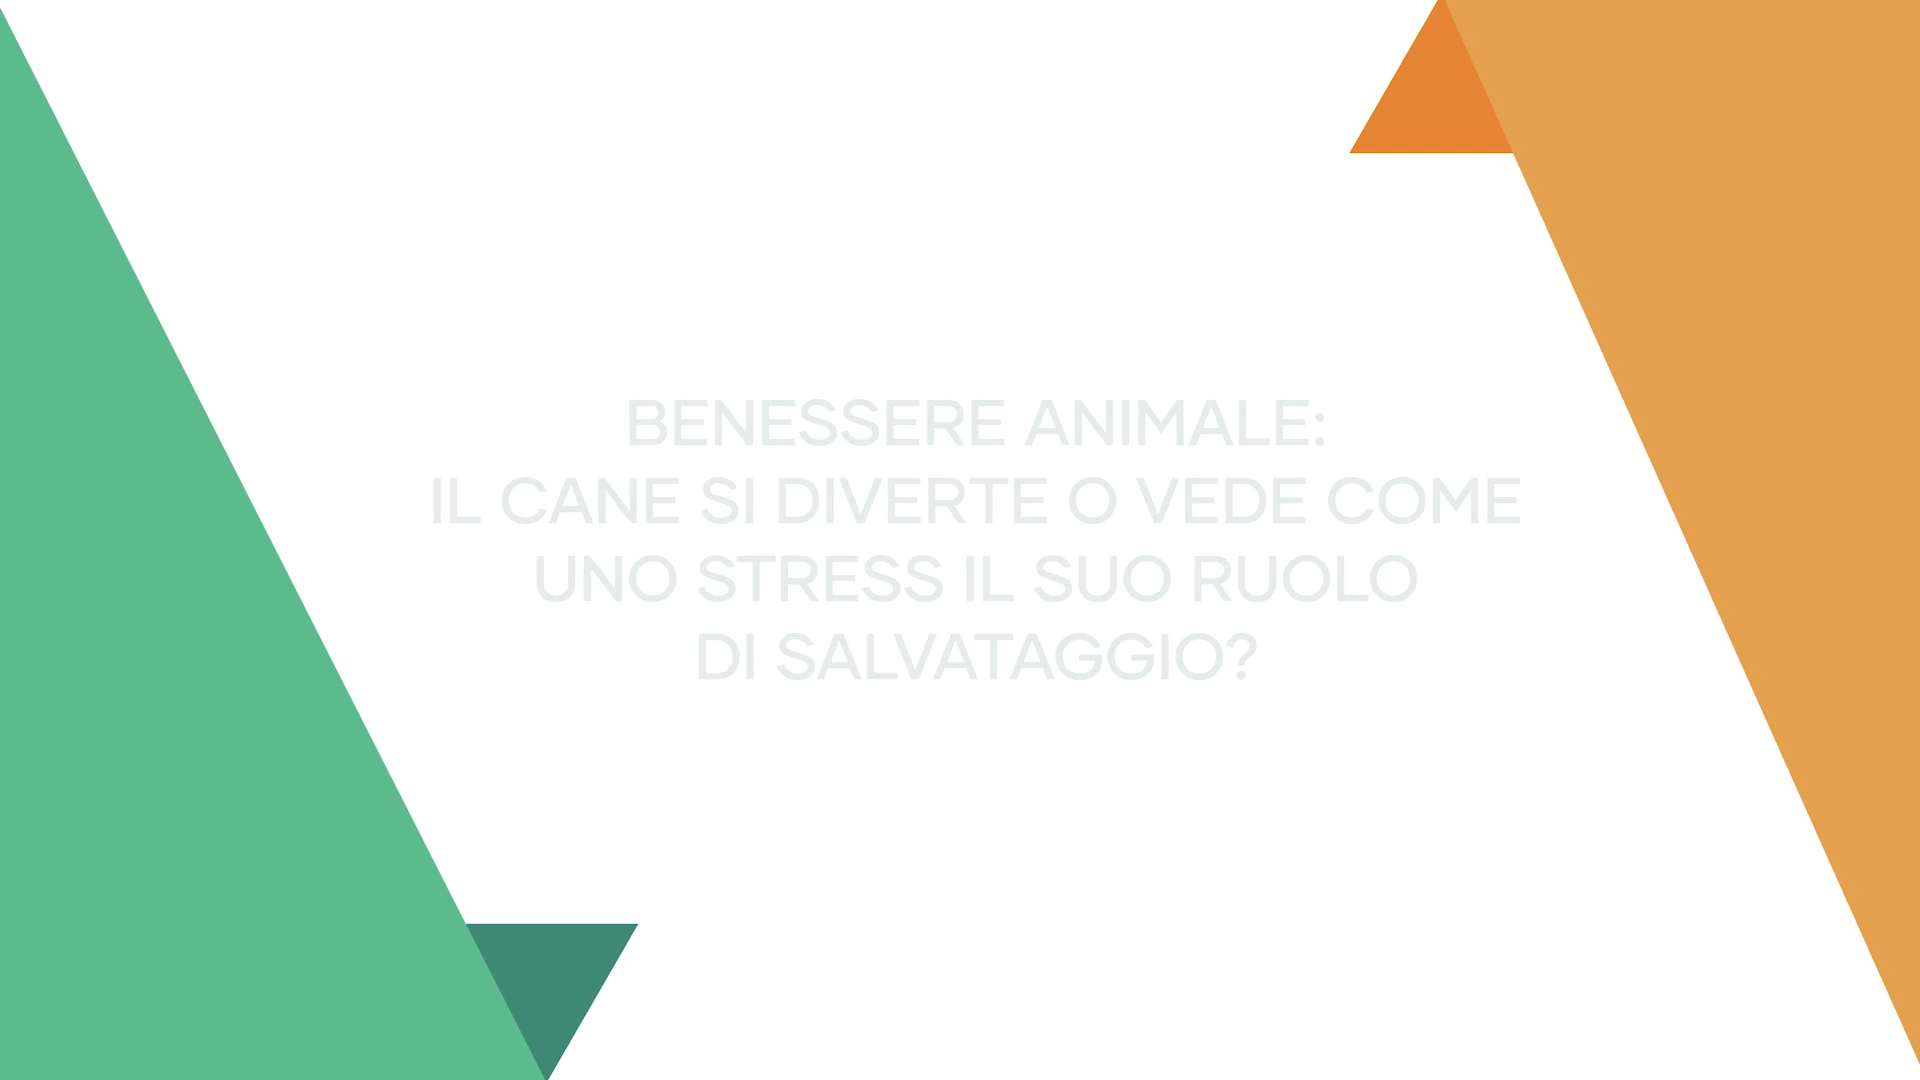 BENESSERE ANIMALE:
IL CANE SI DIVERTE O VEDE COME
UNO STRESS IL SUO RUOLO
DI SALVATAGGIO?